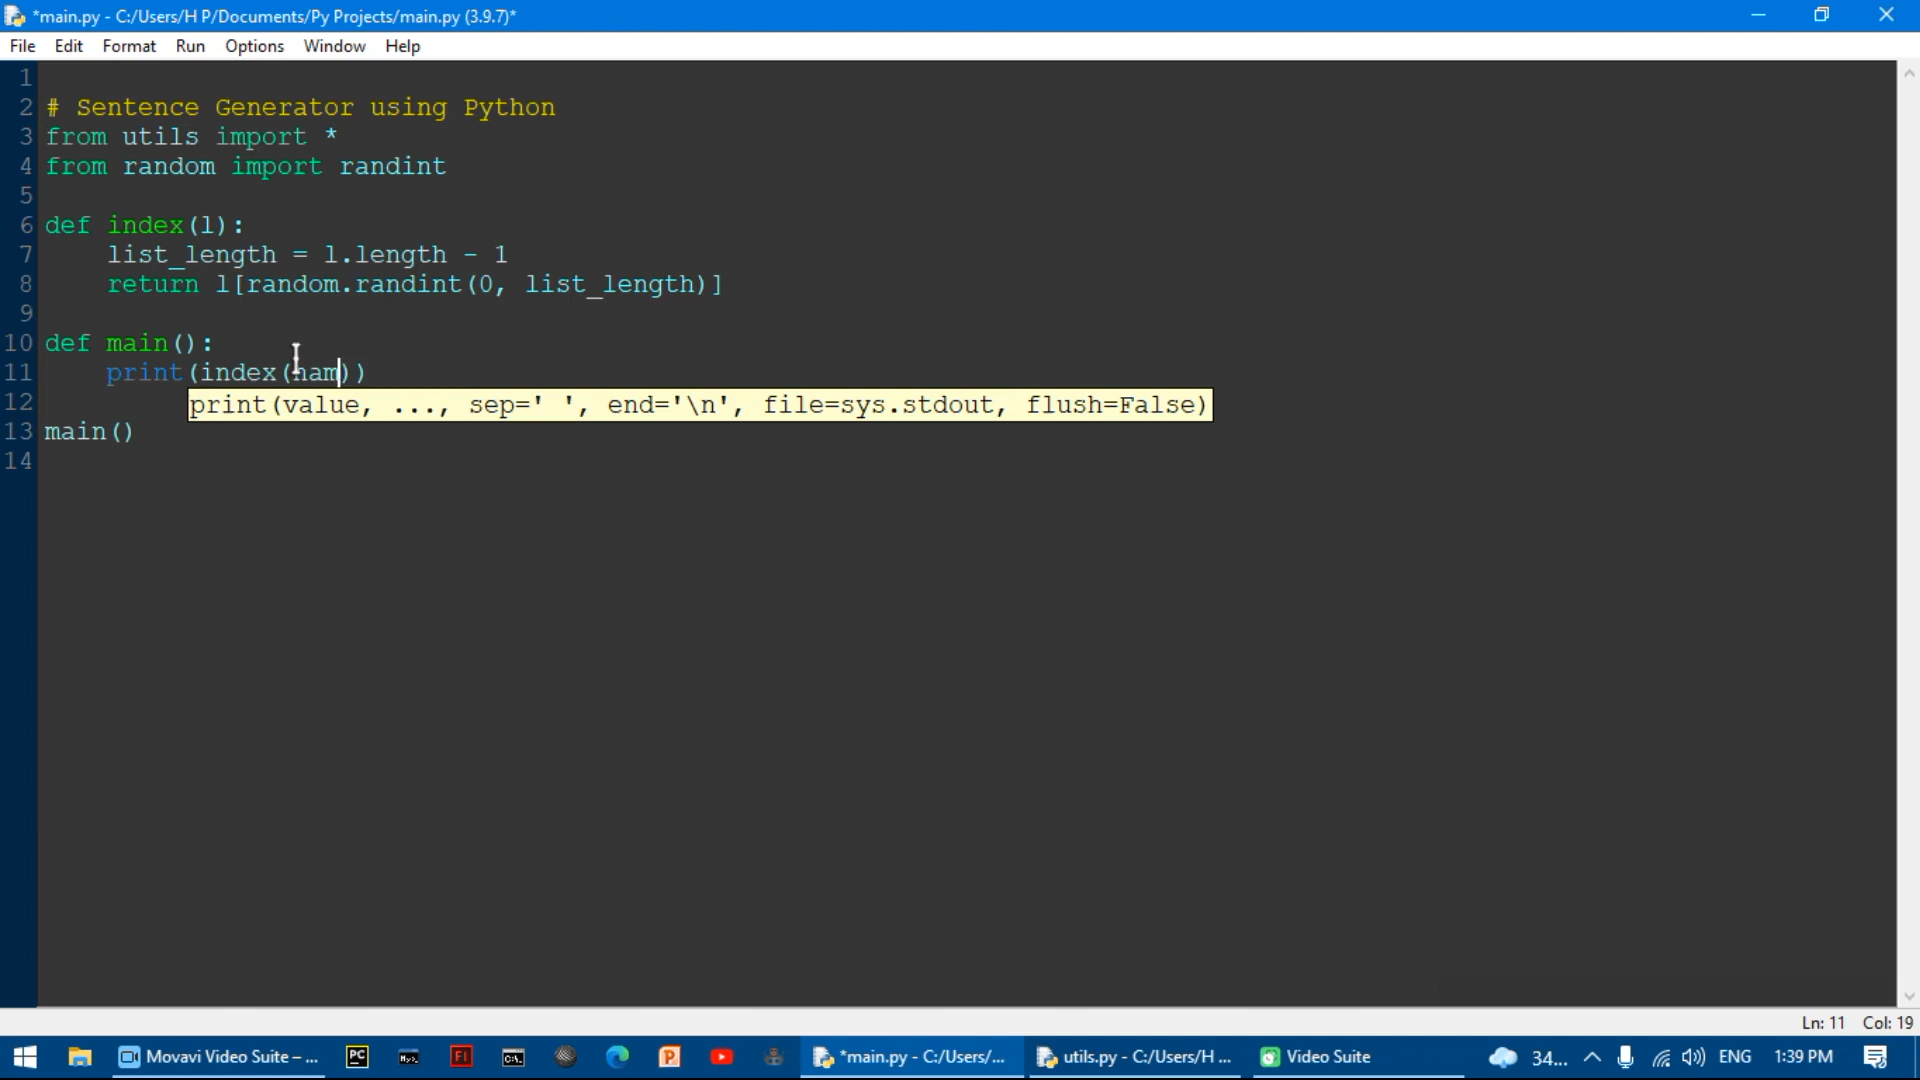 *main.py - C:/Users/H P/Documents/Py Projects/main.py (3.9.7)*
File Edit Format Run Options Window Help
1
2 # Sentence Generator using Python
3 from utils import *
4 from random import randint
5
6 def index(l):
7 list_length = l.length - 1
8 return l[random.randint(0, list_length)]
9
10 def main():
11 print(index(nam))
12 print(value, ..., sep=' ', end='\n', file=sys.stdout, flush=False)
13 main()
14
Ln: 11 Col: 19
Movavi Video Suite – ... PC FI C:\. P *main.py - C:/Users/... utils.py - C:/Users/H ... Video Suite 34... ENG 1:39 PM